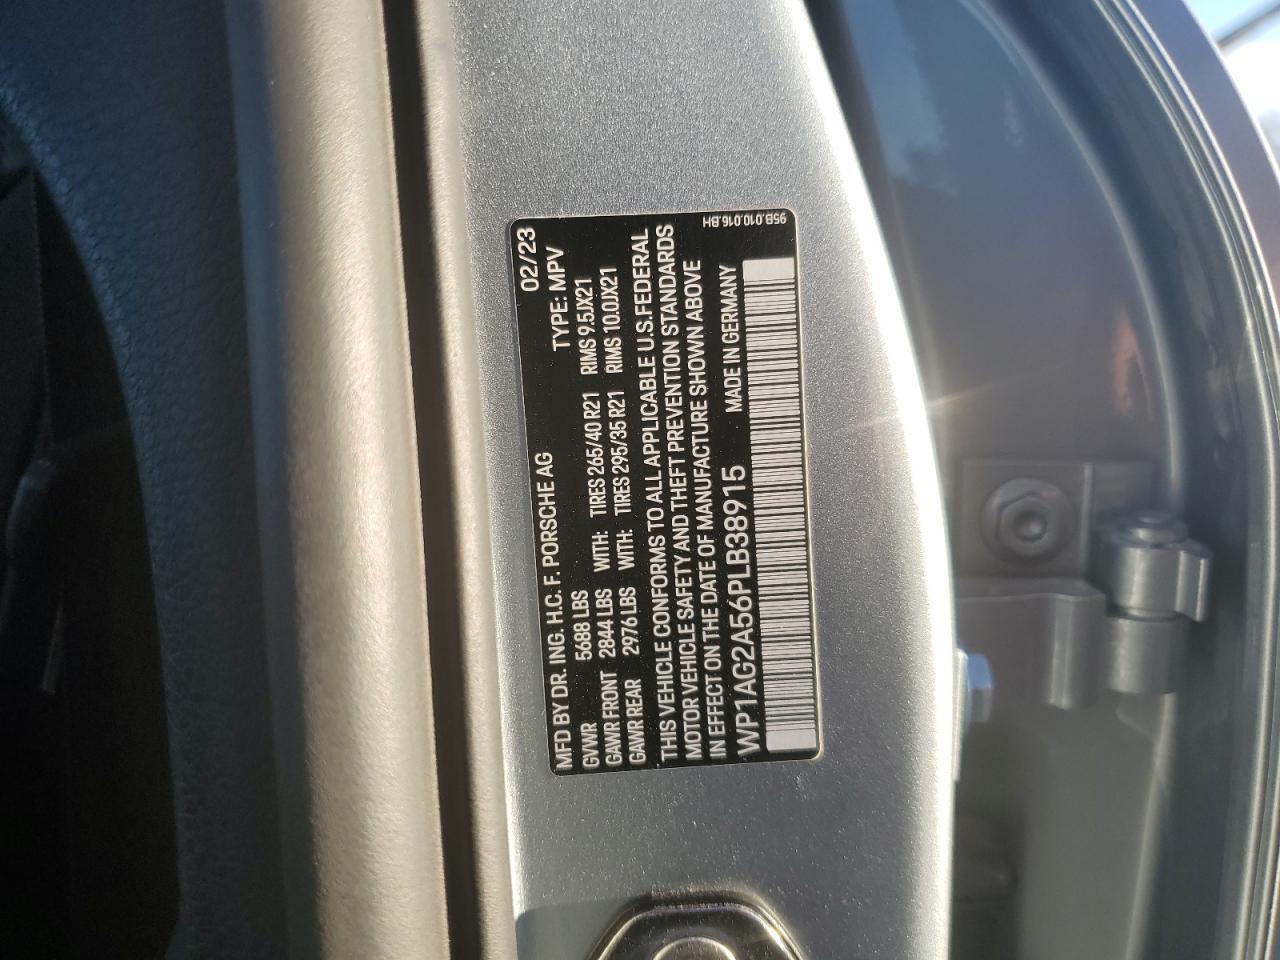 02/23
MFD BY DR. ING. H.C. F. PORSCHE AG TYPE: MPV
GVWR 5688 LBS
GAWR FRONT 2844 LBS WITH: TIRES 265/40 R21 RIMS 9.5JX21
GAWR REAR 2976 LBS WITH: TIRES 295/35 R21 RIMS 10.0JX21
THIS VEHICLE CONFORMS TO ALL APPLICABLE U.S.FEDERAL
MOTOR VEHICLE SAFETY AND THEFT PREVENTION STANDARDS
IN EFFECT ON THE DATE OF MANUFACTURE SHOWN ABOVE
WP1AG2A56PLB38915 MADE IN GERMANY
95B.010.016.BH